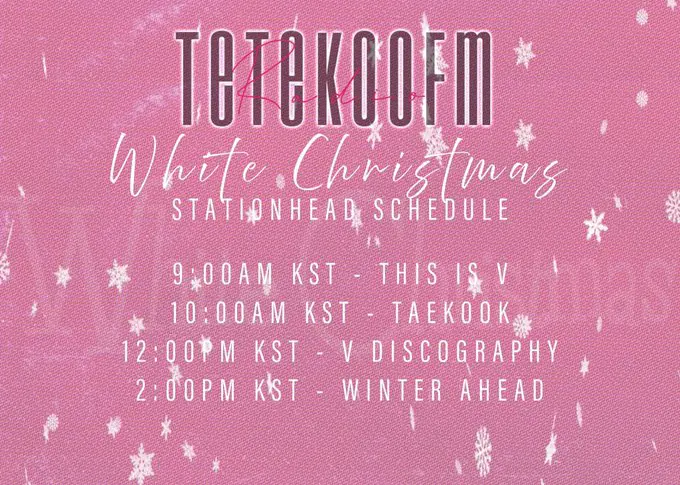 TETEKOOFM
Radio
White Christmas
STATIONHEAD SCHEDULE
9:00AM KST - THIS IS V
10:00AM KST - TAEKOOK
12:00PM KST - V DISCOGRAPHY
2:00PM KST - WINTER AHEAD